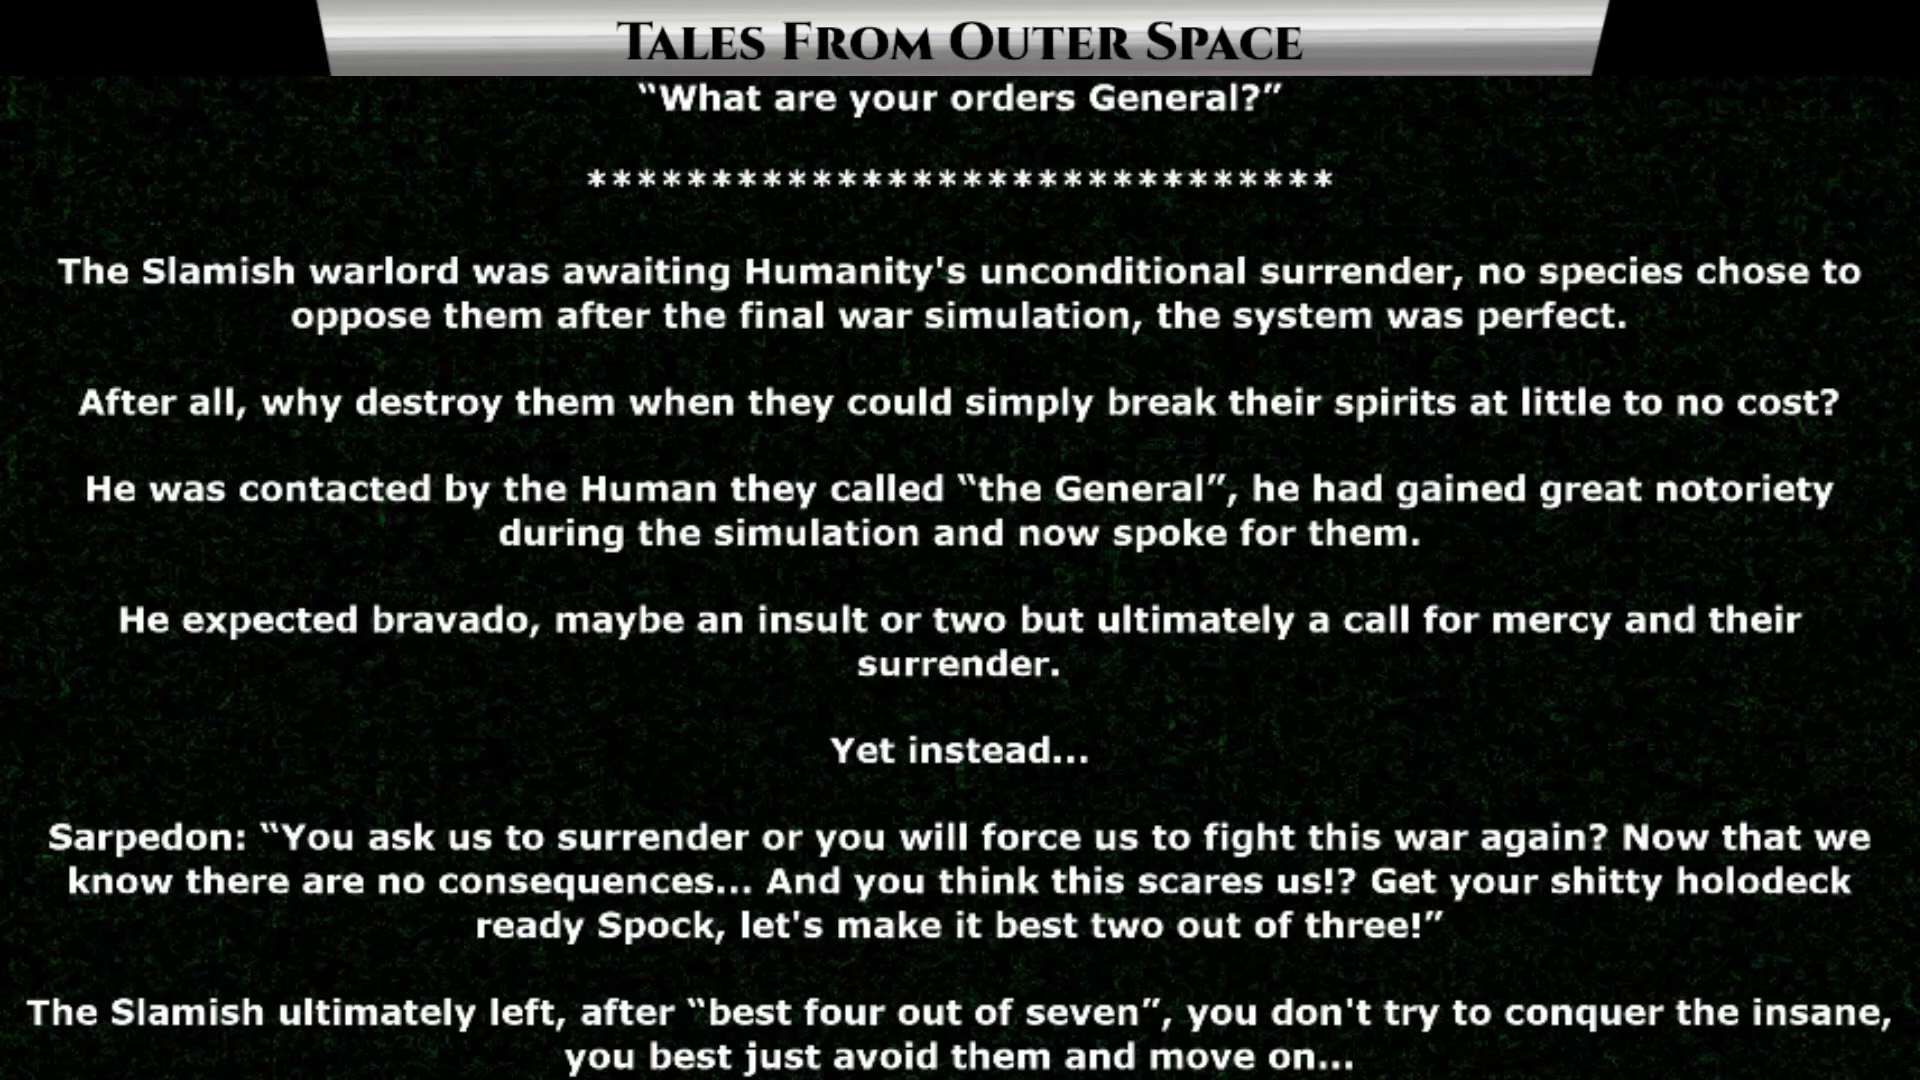 Tales From Outer Space
“What are your orders General?”
******************************
The Slamish warlord was awaiting Humanity's unconditional surrender, no species chose to
oppose them after the final war simulation, the system was perfect.
After all, why destroy them when they could simply break their spirits at little to no cost?
He was contacted by the Human they called “the General”, he had gained great notoriety
during the simulation and now spoke for them.
He expected bravado, maybe an insult or two but ultimately a call for mercy and their
surrender.
Yet instead...
Sarpedon: “You ask us to surrender or you will force us to fight this war again? Now that we
know there are no consequences... And you think this scares us!? Get your shitty holodeck
ready Spock, let's make it best two out of three!”
The Slamish ultimately left, after “best four out of seven”, you don't try to conquer the insane,
you best just avoid them and move on...